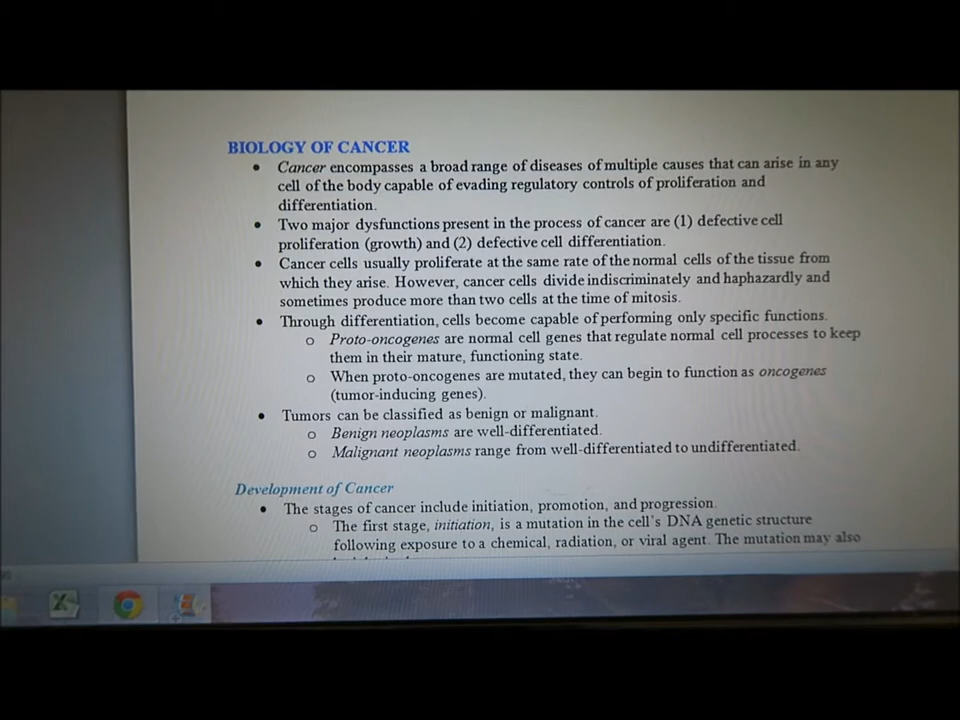 BIOLOGY OF CANCER
• Cancer encompasses a broad range of diseases of multiple causes that can arise in any
cell of the body capable of evading regulatory controls of proliferation and
differentiation.
• Two major dysfunctions present in the process of cancer are (1) defective cell
proliferation (growth) and (2) defective cell differentiation.
• Cancer cells usually proliferate at the same rate of the normal cells of the tissue from
which they arise. However, cancer cells divide indiscriminately and haphazardly and
sometimes produce more than two cells at the time of mitosis.
• Through differentiation, cells become capable of performing only specific functions.
o Proto-oncogenes are normal cell genes that regulate normal cell processes to keep
them in their mature, functioning state.
o When proto-oncogenes are mutated, they can begin to function as oncogenes
(tumor-inducing genes).
• Tumors can be classified as benign or malignant.
o Benign neoplasms are well-differentiated.
o Malignant neoplasms range from well-differentiated to undifferentiated.
Development of Cancer
• The stages of cancer include initiation, promotion, and progression.
o The first stage, initiation, is a mutation in the cell's DNA genetic structure
following exposure to a chemical, radiation, or viral agent. The mutation may also